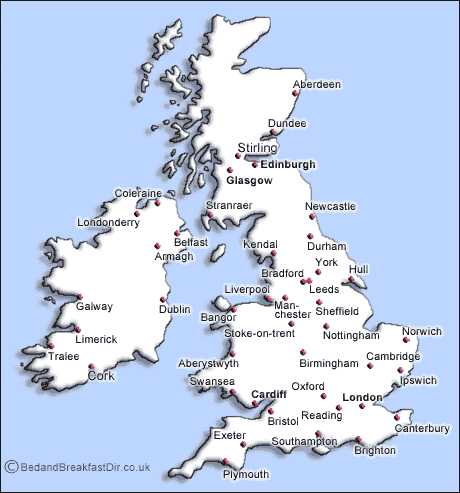 Aberdeen
Dundee
Stirling
Edinburgh
Glasgow
Coleraine
Stranraer
Londonderry
Newcastle
Belfast
Durham
Kendal
Armagh
York
Hull
Bradford
Leeds
Liverpool
Galway
Dublin
Man-
chester
Sheffield
Bangor
Stoke-on-trent
Nottingham
Norwich
Limerick
Tralee
Aberystwyth
Birmingham
Cambridge
Cork
Swansea
Ipswich
Oxford
Cardiff
London
Bristol
Reading
Canterbury
Exeter
Southampton
Brighton
©BedandBreakfastDir.co.uk
Plymouth